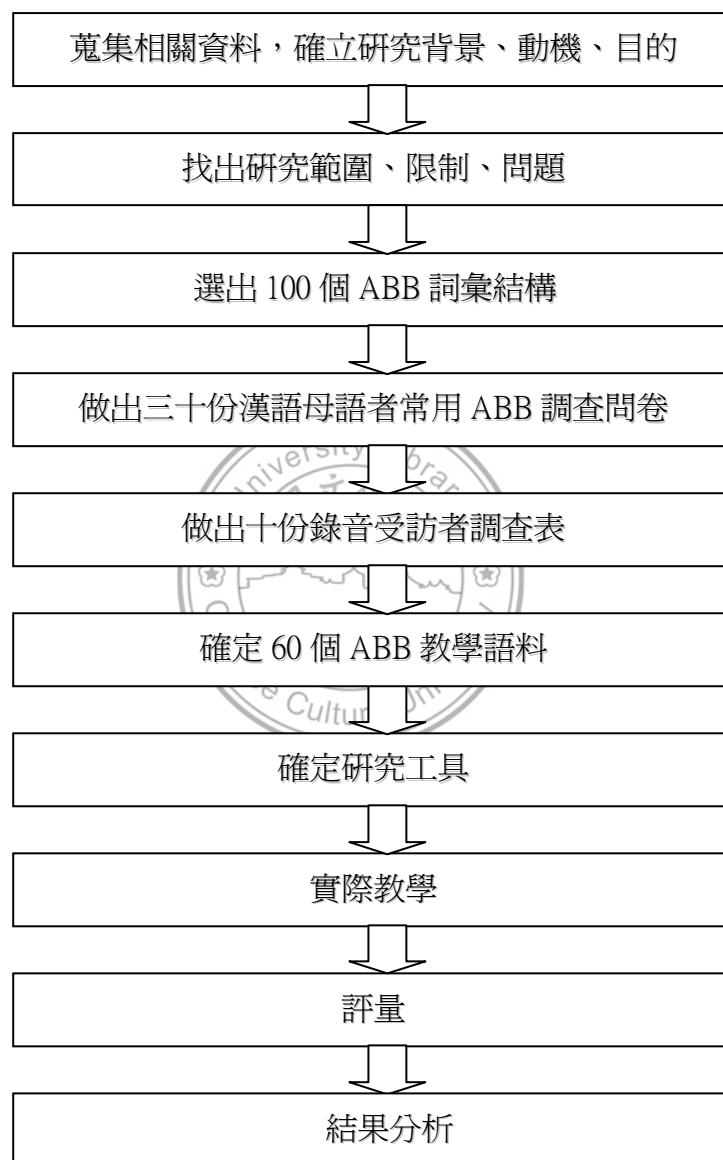 蒐集相關資料，確立研究背景、動機、目的
找出研究範圍、限制、問題
選出 100 個 ABB 詞彙結構
做出三十份漢語母語者常用 ABB 調查問卷
做出十份錄音受訪者調查表
確定 60 個 ABB 教學語料
確定研究工具
實際教學
評量
結果分析